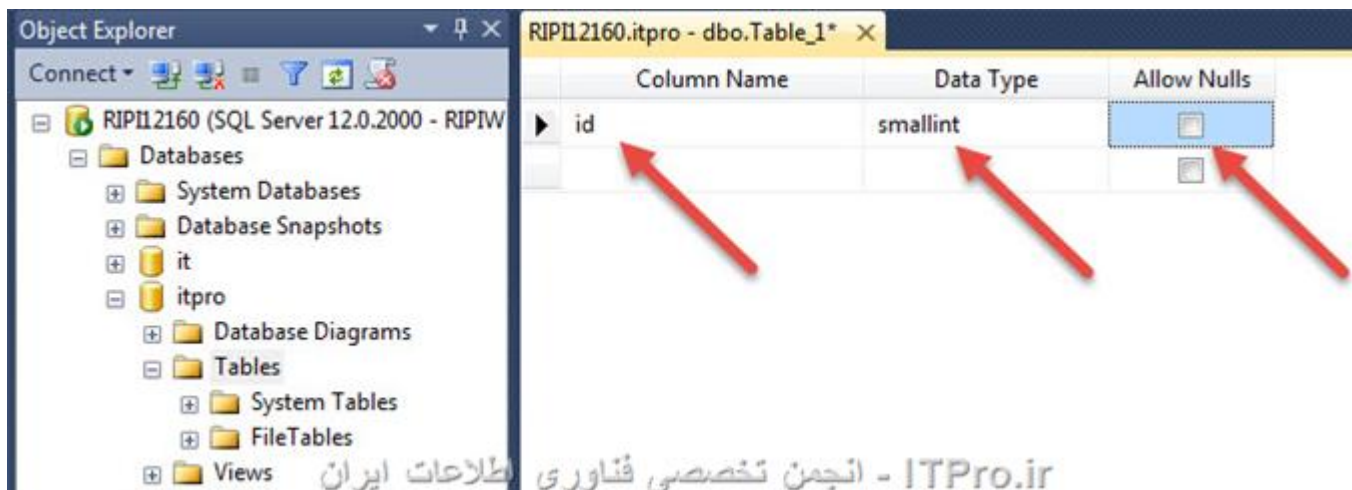 Object Explorer
Connect
RIPI12160 (SQL Server 12.0.2000 - RIPIW
Databases
System Databases
Database Snapshots
it
itpro
Database Diagrams
Tables
System Tables
FileTables
Views
RIPI12160.itpro - dbo.Table_1*
Column Name Data Type Allow Nulls
id smallint
ITPro.ir - انجمن تخصصی فناوری اطلاعات ایران